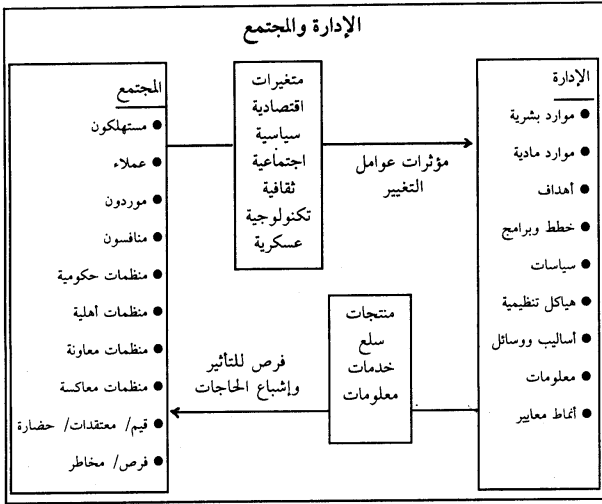 الإدارة والمجتمع
الإدارة
موارد بشرية
موارد مادية
أهداف
خطط وبرامج
سياسات
هياكل تنظيمية
أساليب ووسائل
معلومات
أنماط معايير
متغيرات
اقتصادية
سياسية
اجتماعية
ثقافية
تكنولوجية
عسكرية
مؤثرات عوامل
التغيير
منتجات
سلع
خدمات
معلومات
فرص للتأثير
وإشباع الحاجات
المجتمع
مستهلكون
عملاء
موردون
منافسون
منظمات حكومية
منظمات أهلية
منظمات معاونة
منظمات معاكسة
قيم/ معتقدات/ حضارة
فرص/ مخاطر